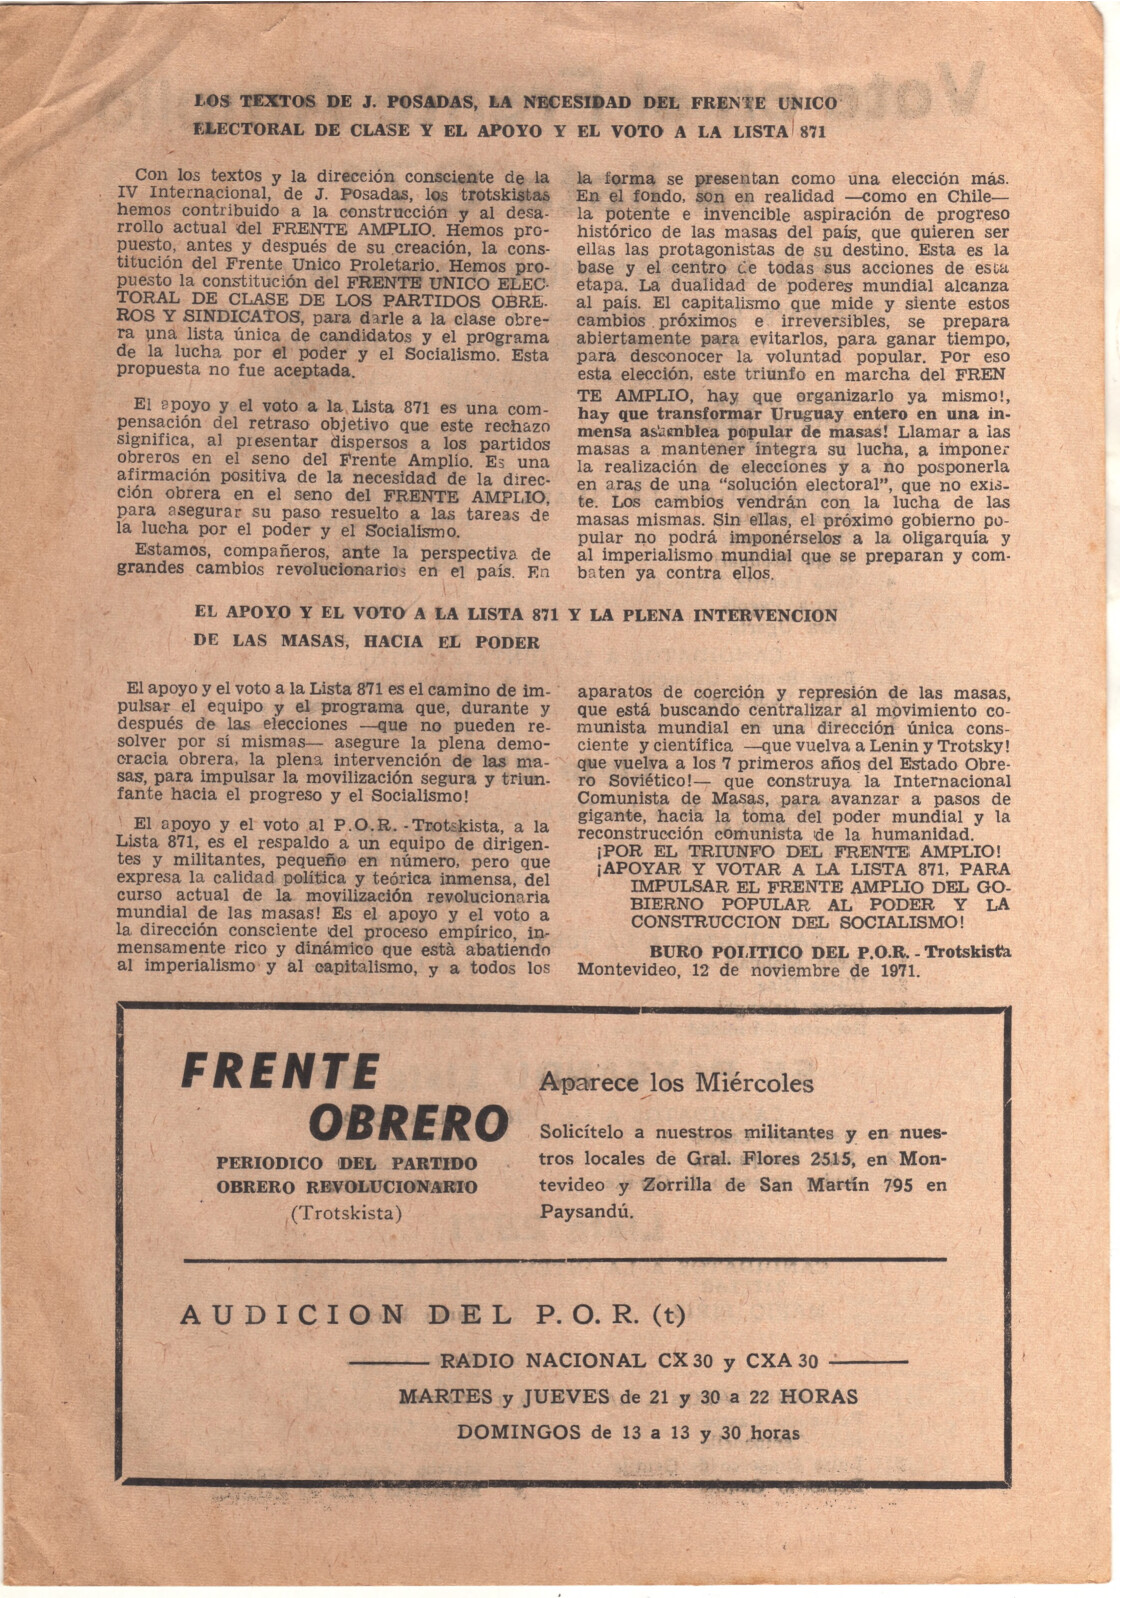 LOS TEXTOS DE J. POSADAS, LA NECESIDAD DEL FRENTE UNICO
ELECTORAL DE CLASE Y EL APOYO Y EL VOTO A LA LISTA 871
Con los textos y la dirección consciente de la
IV Internacional, de J. Posadas, los trotskistas
hemos contribuido a la construcción y al desa-
rrollo actual del FRENTE AMPLIO. Hemos pro-
puesto, antes y después de su creación, la cons-
titución del Frente Unico Proletario. Hemos pro-
puesto la constitución del FRENTE UNICO ELEC-
TORAL DE CLASE DE LOS PARTIDOS OBRE-
ROS Y SINDICATOS, para darle a la clase obre-
ra una lista única de candidatos y el programa
de la lucha por el poder y el Socialismo. Esta
propuesta no fue aceptada.
El apoyo y el voto a la Lista 871 es una com-
pensación del retraso objetivo que este rechazo
significa, al presentar dispersos a los partidos
obreros en el seno del Frente Amplio. Es una
afirmación positiva de la necesidad de la direc-
ción obrera en el seno del FRENTE AMPLIO,
para asegurar su paso resuelto a las tareas de
la lucha por el poder y el Socialismo.
Estamos, compañeros, ante la perspectiva de
grandes cambios revolucionarios en el país. En
la forma se presentan como una elección más.
En el fondo, son en realidad —como en Chile—
la potente e invencible aspiración de progreso
histórico de las masas del país, que quieren ser
ellas las protagonistas de su destino. Esta es la
base y el centro de todas sus acciones de esta
etapa. La dualidad de poderes mundial alcanza
al país. El capitalismo que mide y siente estos
cambios próximos e irreversibles, se prepara
abiertamente para evitarlos, para ganar tiempo,
para desconocer la voluntad popular. Por eso
esta elección, este triunfo en marcha del FREN
TE AMPLIO, hay que organizarlo ya mismo!,
hay que transformar Uruguay entero en una in-
mensa asamblea popular de masas! Llamar a las
masas a mantener íntegra su lucha, a imponer
la realización de elecciones y a no posponerla
en aras de una "solución electoral", que no exis-
te. Los cambios vendrán con la lucha de las
masas mismas. Sin ellas, el próximo gobierno po-
pular no podrá imponérselos a la oligarquía y
al imperialismo mundial que se preparan y com-
baten ya contra ellos.
EL APOYO Y EL VOTO A LA LISTA 871 Y LA PLENA INTERVENCION
DE LAS MASAS, HACIA EL PODER
El apoyo y el voto a la Lista 871 es el camino de im-
pulsar el equipo y el programa que, durante y
después de las elecciones —que no pueden re-
solver por sí mismas— asegure la plena demo-
cracia obrera, la plena intervención de las ma-
sas, para impulsar la movilización segura y triun-
fante hacia el progreso y el Socialismo!
El apoyo y el voto al P.O.R. - Trotskista, a la
Lista 871, es el respaldo a un equipo de dirigen-
tes y militantes, pequeño en número, pero que
expresa la calidad política y teórica inmensa, del
curso actual de la movilización revolucionaria
mundial de las masas! Es el apoyo y el voto a
la dirección consciente del proceso empírico, in-
mensamente rico y dinámico que està abatiendo
al imperialismo y al capitalismo, y a todos los
aparatos de coerción y represión de las masas,
que está buscando centralizar al movimiento co-
munista mundial en una dirección única cons-
ciente y científica —que vuelva a Lenin y Trotsky!
que vuelva a los 7 primeros años del Estado Obre-
ro Soviético!— que construya la Internacional
Comunista de Masas, para avanzar a pasos de
gigante, hacia la toma del poder mundial y la
reconstrucción comunista de la humanidad.
¡POR EL TRIUNFO DEL FRENTE AMPLIO!
¡APOYAR Y VOTAR A LA LISTA 871, PARA
IMPULSAR EL FRENTE AMPLIO DEL GO-
BIERNO POPULAR AL PODER Y LA
CONSTRUCCION DEL SOCIALISMO!
BURO POLITICO DEL P.O.R. - Trotskista
Montevideo, 12 de noviembre de 1971.
FRENTE
OBRERO
PERIODICO DEL PARTIDO
OBRERO REVOLUCIONARIO
(Trotskista)
Aparece los Miércoles
Solicítelo a nuestros militantes y en nues-
tros locales de Gral. Flores 2515, en Mon-
tevideo y Zorrilla de San Martín 795 en
Paysandú.
AUDICION DEL P.O.R. (t)
RADIO NACIONAL CX 30 y CXA 30
MARTES y JUEVES de 21 y 30 a 22 HORAS
DOMINGOS de 13 a 13 y 30 horas